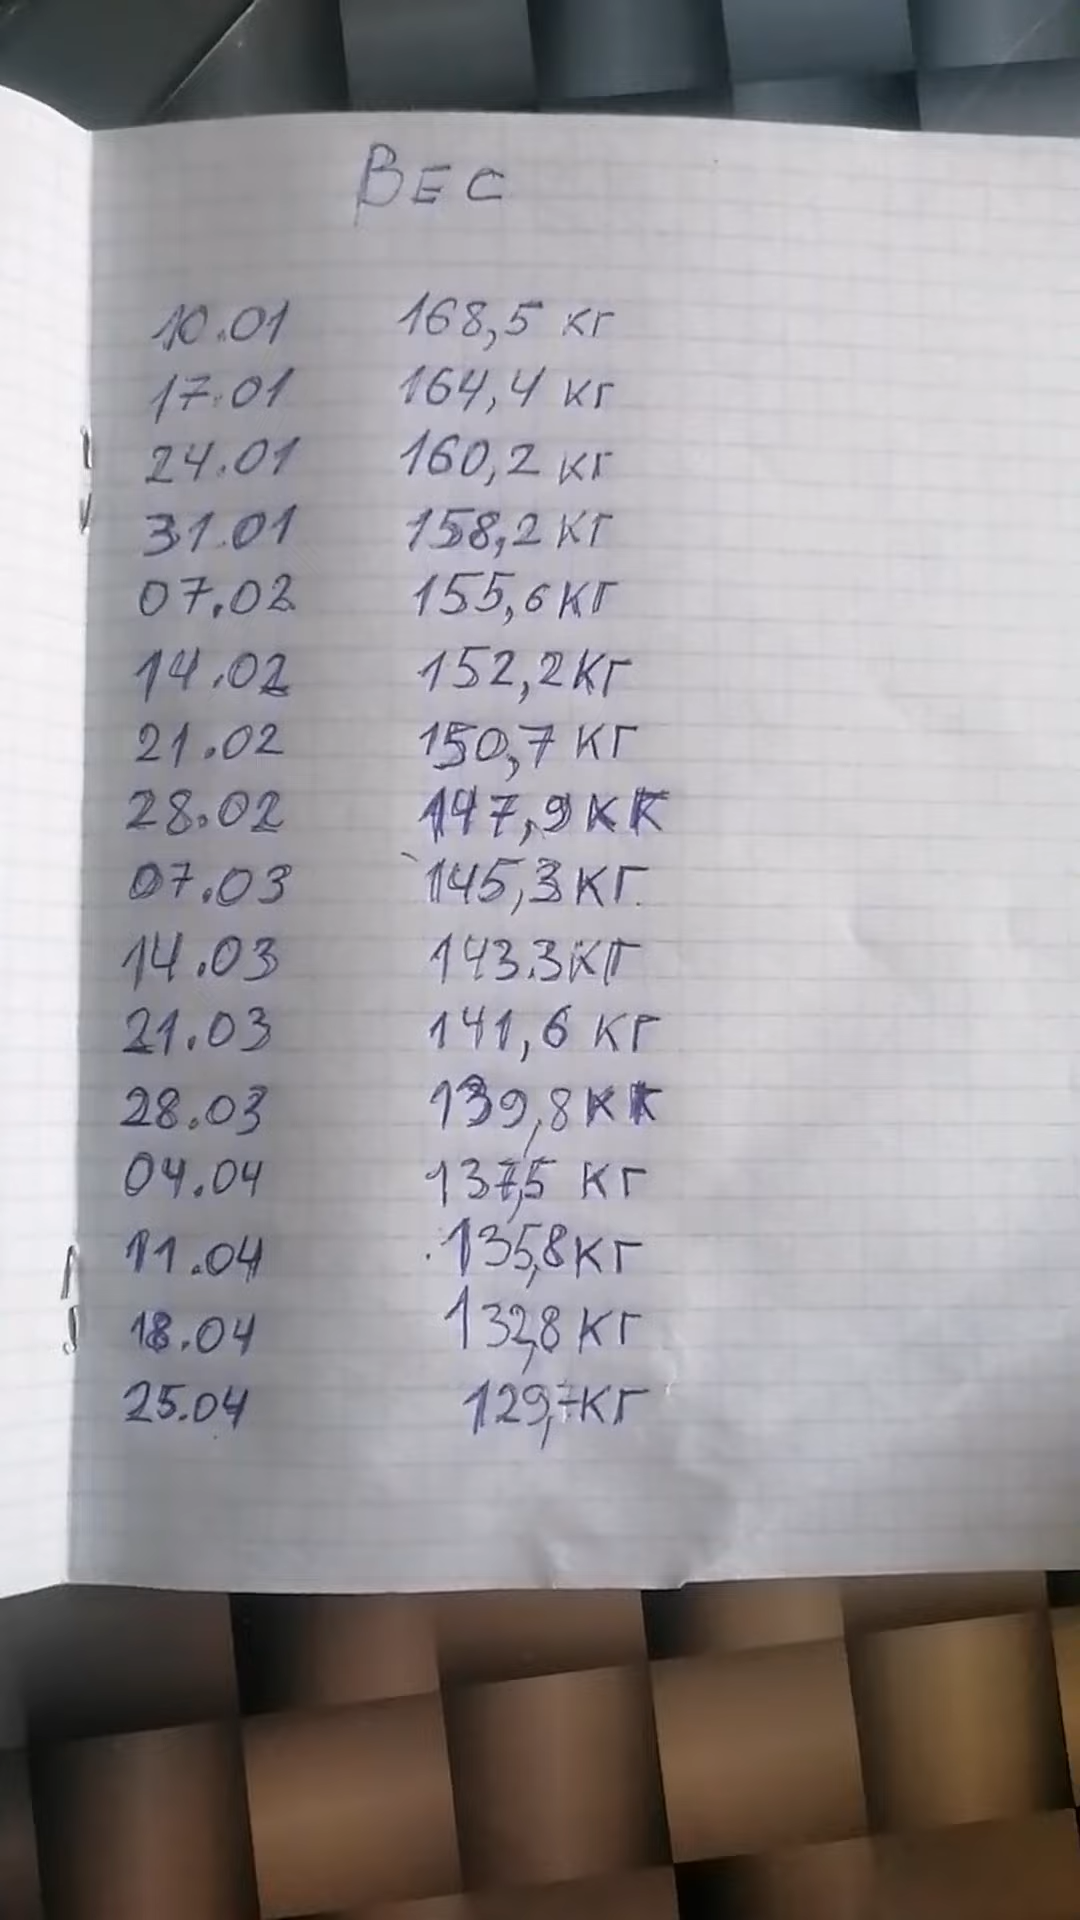 ВЕС
10.01 168,5 кг
17.01 164,4 кг
24.01 160,2 кг
31.01 158,2 кг
07.02 155,6 кг
14.02 152,2 кг
21.02 150,7 кг
28.02 147,9 кК
07.03 145,3 кг.
14.03 143.3 кг
21.03 141,6 кг
28.03 139,8 кК
04.04 137,5 кг
11.04 135,8 кг
18.04 132,8 кг
25.04 129,7 кг